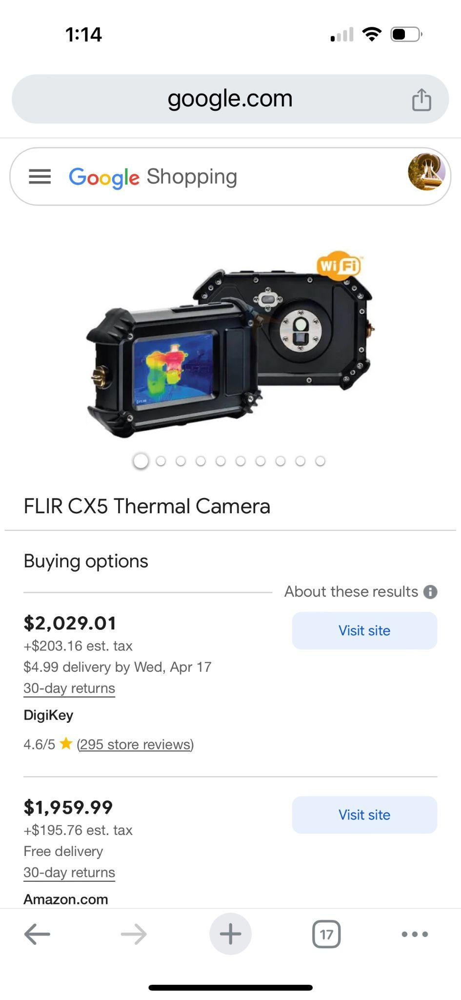 1:14
google.com
Google Shopping
WiFi
FLIR
FLIR CX5 Thermal Camera
Buying options
About these results
$2,029.01
Visit site
+$203.16 est. tax
$4.99 delivery by Wed, Apr 17
30-day returns
DigiKey
4.6/5 (295 store reviews)
$1,959.99
Visit site
+$195.76 est. tax
Free delivery
30-day returns
Amazon.com
17